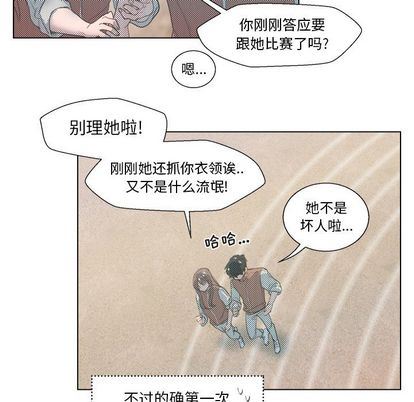 你刚刚答应要
跟她比赛了吗?
嗯...
别理她啦!
刚刚她还抓你衣领诶..
又不是什么流氓!
她不是
坏人啦...
哈哈...
不过的确第一次